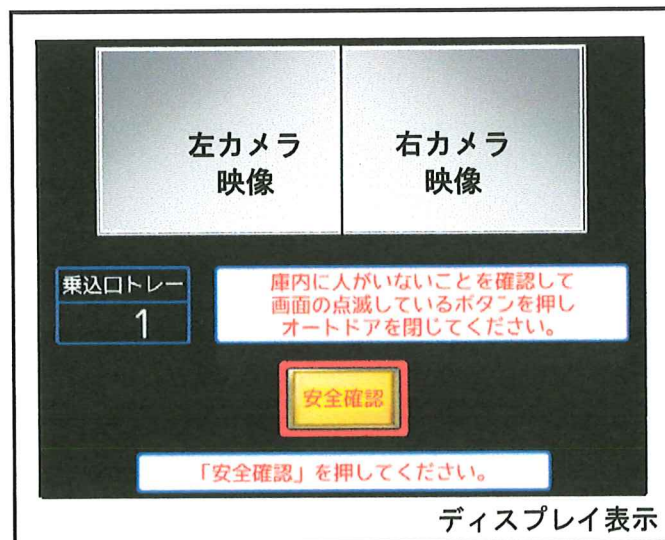 左カメラ
映像
右カメラ
映像
乗込口トレー
1
庫内に人がいないことを確認して
画面の点滅しているボタンを押し
オートドアを閉じてください。
安全確認
「安全確認」を押してください。
ディスプレイ表示